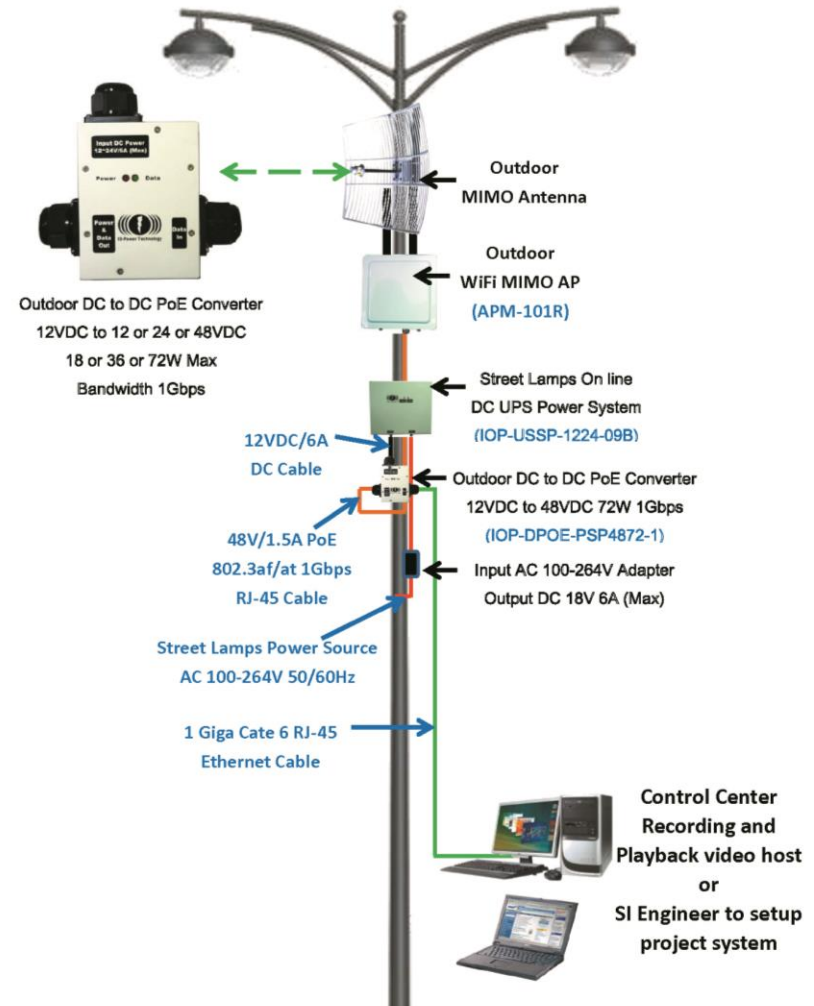 Input DC Power
12~24V/6A (Max)
Power
Data
Power
&
Data
Out
Data
In
IO-Power Technology
Outdoor DC to DC PoE Converter
12VDC to 12 or 24 or 48VDC
18 or 36 or 72W Max
Bandwidth 1Gbps
Outdoor
MIMO Antenna
Outdoor
WiFi MIMO AP
(APM-101R)
Street Lamps On line
DC UPS Power System
(IOP-USSP-1224-09B)
12VDC/6A
DC Cable
Outdoor DC to DC PoE Converter
12VDC to 48VDC 72W 1Gbps
(IOP-DPOE-PSP4872-1)
48V/1.5A PoE
802.3af/at 1Gbps
RJ-45 Cable
Input AC 100-264V Adapter
Output DC 18V 6A (Max)
Street Lamps Power Source
AC 100-264V 50/60Hz
1 Giga Cate 6 RJ-45
Ethernet Cable
Control Center
Recording and
Playback video host
or
SI Engineer to setup
project system